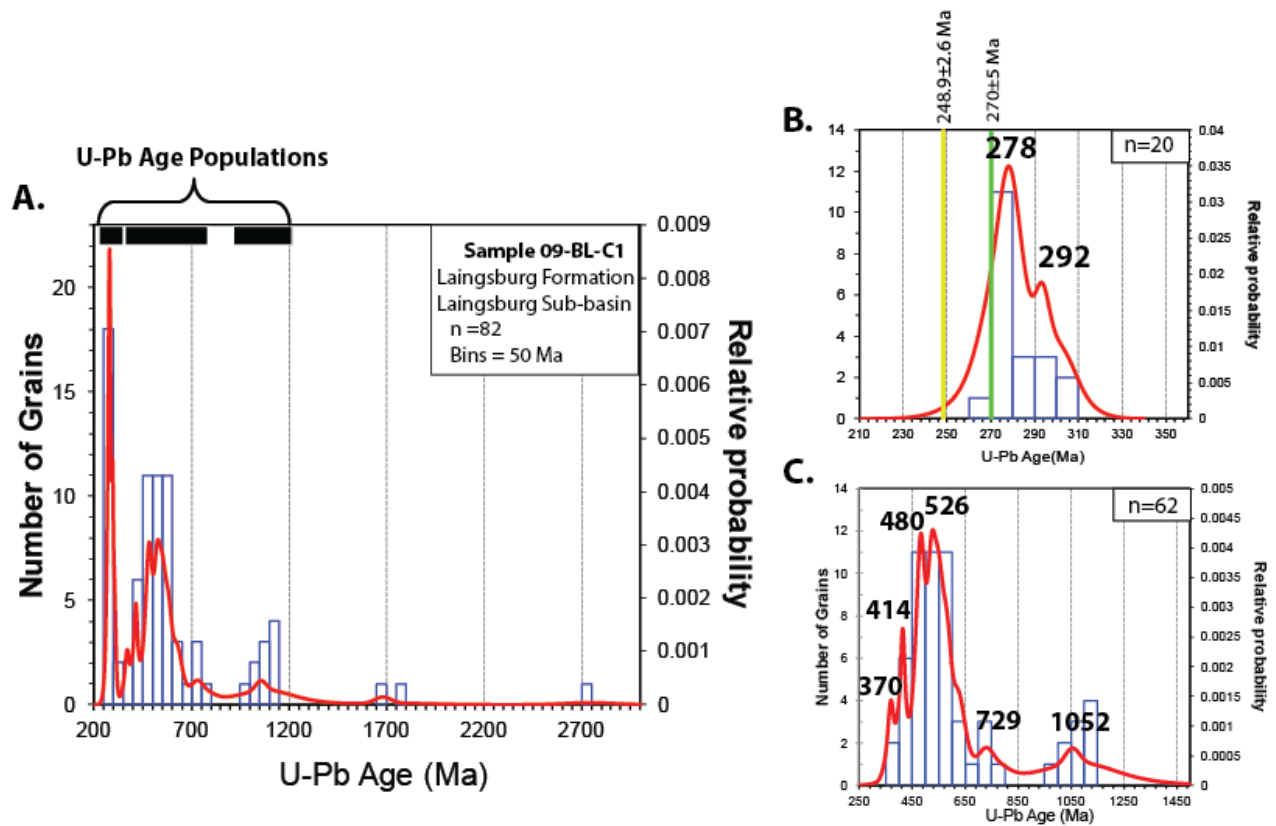 U-Pb Age Populations
A.
Sample 09-BL-C1
Laingsburg Formation
Laingsburg Sub-basin
n =82
Bins = 50 Ma
Number of Grains
20
15
10
5
0
0.009
0.008
0.007
0.006
0.005
0.004
0.003
0.002
0.001
0
Relative probability
200 700 1200 1700 2200 2700
U-Pb Age (Ma)
248.9±2.6 Ma
270±5 Ma
B.
n=20
278
292
14
12
10
8
6
4
2
0
0.04
0.035
0.03
0.025
0.02
0.015
0.01
0.005
0
Relative probability
210 230 250 270 290 310 330 350
U-Pb Age(Ma)
C.
n=62
480
526
414
370
729
1052
Number of Grains
14
12
10
8
6
4
2
0
0.005
0.0045
0.004
0.0035
0.003
0.0025
0.002
0.0015
0.001
0.0005
0
Relative probability
250 450 650 850 1050 1250 1450
U-Pb Age (Ma)